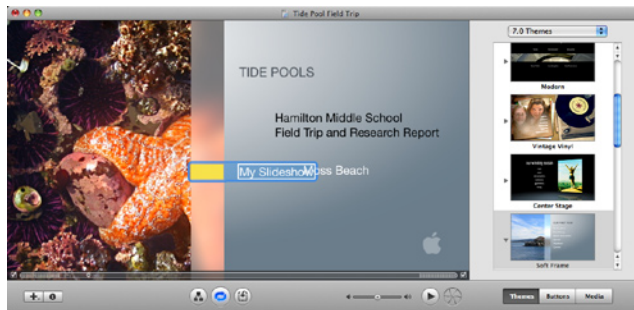 Tide Pool Field Trip
7.0 Themes
TIDE POOLS
Hamilton Middle School
Field Trip and Research Report
My Slideshow
Moss Beach
Modern
Vintage Vinyl
Center Stage
Soft Frame
Themes
Buttons
Media